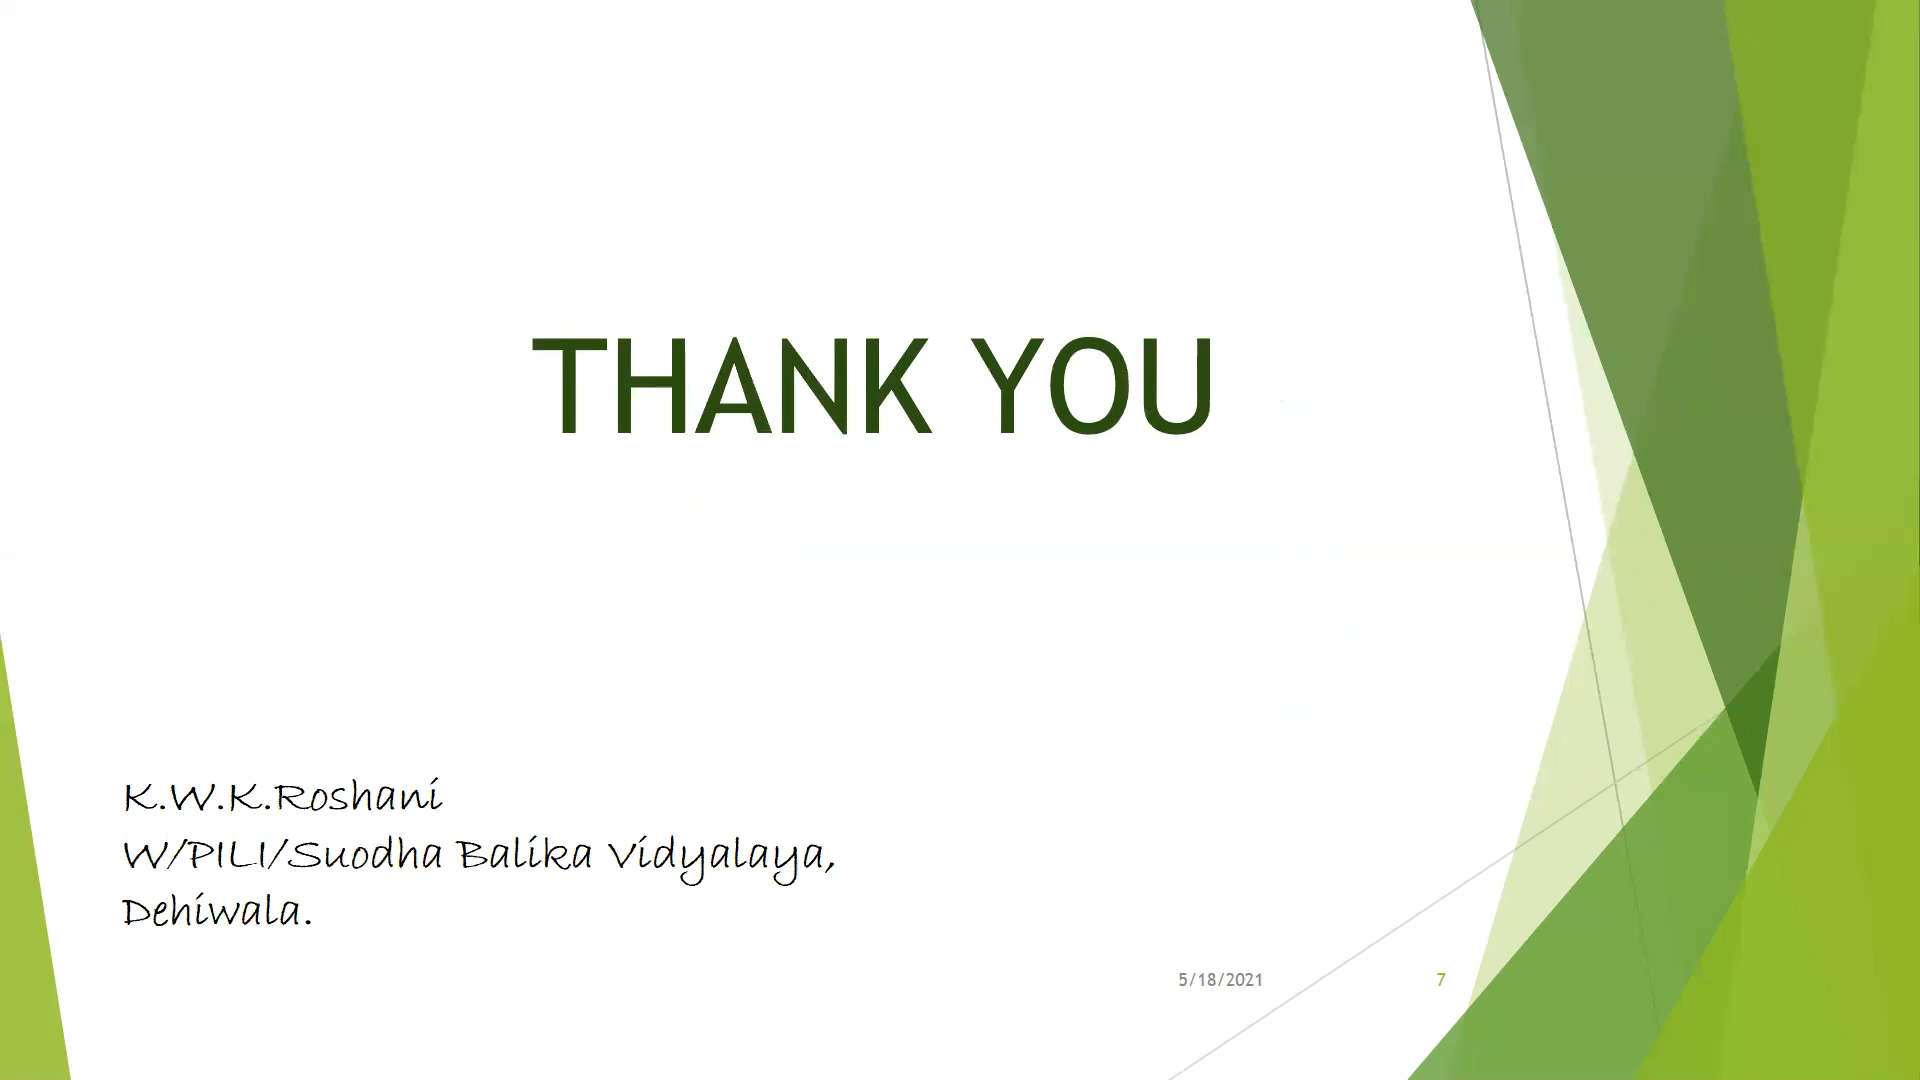 THANK YOU
K.W.K.Roshani
W/PILI/Suodha Balika Vidyalaya,
Dehiwala.
5/18/2021
7